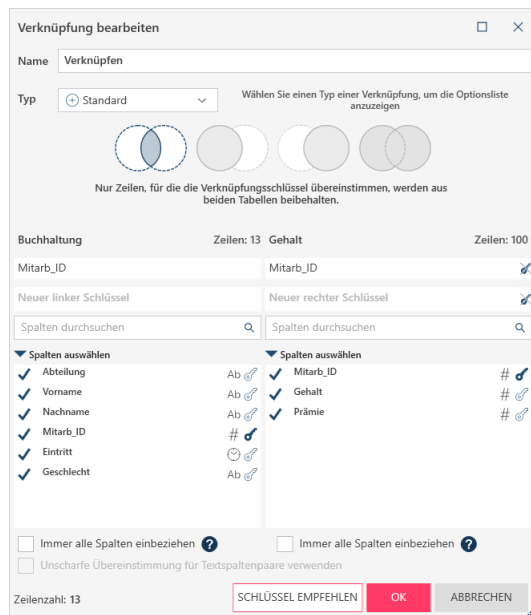 Verknüpfung bearbeiten
Name Verknüpfen
Typ Standard Wählen Sie einen Typ einer Verknüpfung, um die Optionsliste
anzuzeigen
Nur Zeilen, für die die Verknüpfungsschlüssel übereinstimmen, werden aus
beiden Tabellen beibehalten.
Buchhaltung Zeilen: 13 Gehalt Zeilen: 100
Mitarb_ID Mitarb_ID
Neuer linker Schlüssel Neuer rechter Schlüssel
Spalten durchsuchen Spalten durchsuchen
Spalten auswählen Spalten auswählen
Abteilung Ab Mitarb_ID #
Vorname Ab Gehalt #
Nachname Ab Prämie #
Mitarb_ID #
Eintritt
Geschlecht Ab
Immer alle Spalten einbeziehen ? Immer alle Spalten einbeziehen ?
Unscharfe Übereinstimmung für Textspaltenpaare verwenden
Zeilenzahl: 13 SCHLÜSSEL EMPFEHLEN OK ABBRECHEN